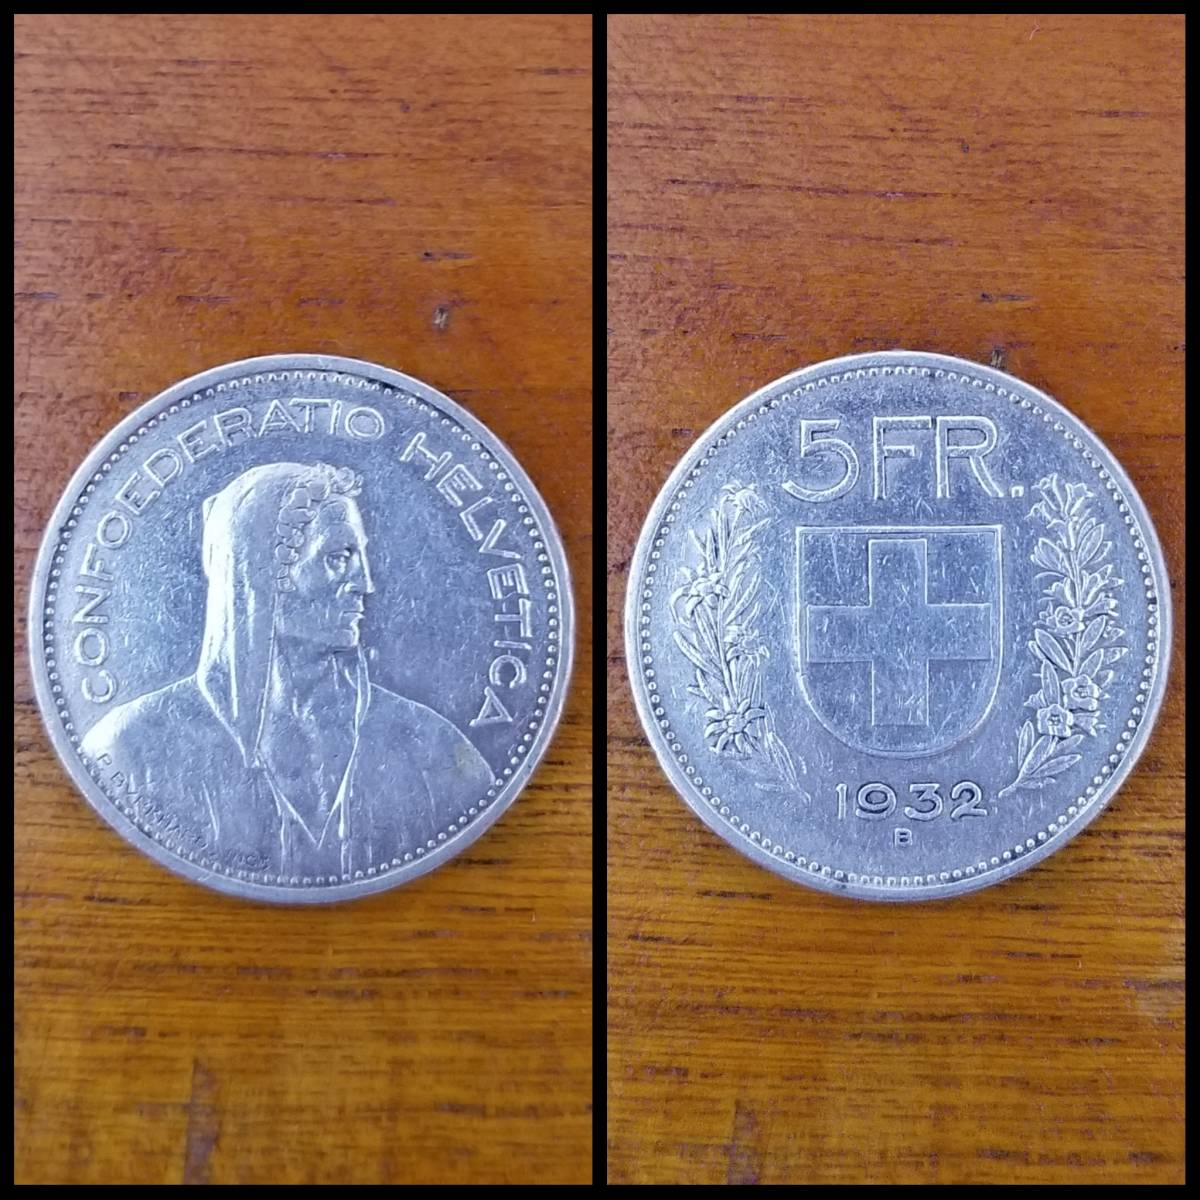 CONFOEDERATIO HELVETICA
5FR.
1932
B